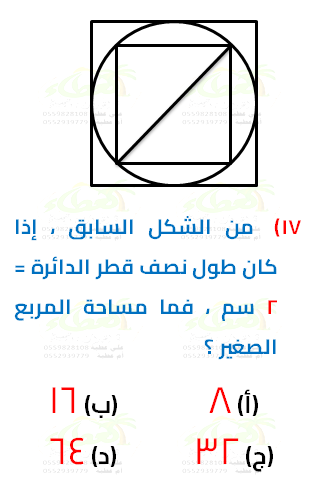 ١٧) من الشكل السابق ، إذا
كان طول نصف قطر الدائرة =
٢ سم ، فما مساحة المربع
الصغير ؟
(أ) ٨ (ب) ١٦
(ج) ٣٢ (د) ٦٤